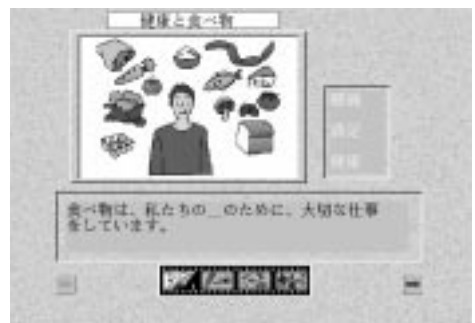 健康と食べ物
食べ物は、私たちの＿のために、大切な仕事
をしています。